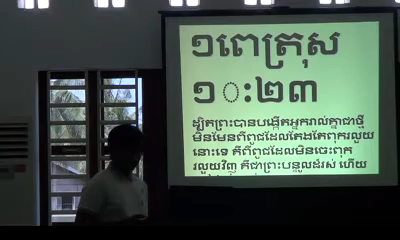 ១ពេត្រុស
១ះ២៣
ដ្បិតព្រះបានបង្កើតអ្នករាល់គ្នាជាថ្មី
មិនមែនពីពូជដែលតែងតែពុករលួយ
នោះទេ គឺពីពូជដែលមិនចេះពុក
រលួយវិញ គឺជាព្រះបន្ទូលដ៏រស់ ហើយ